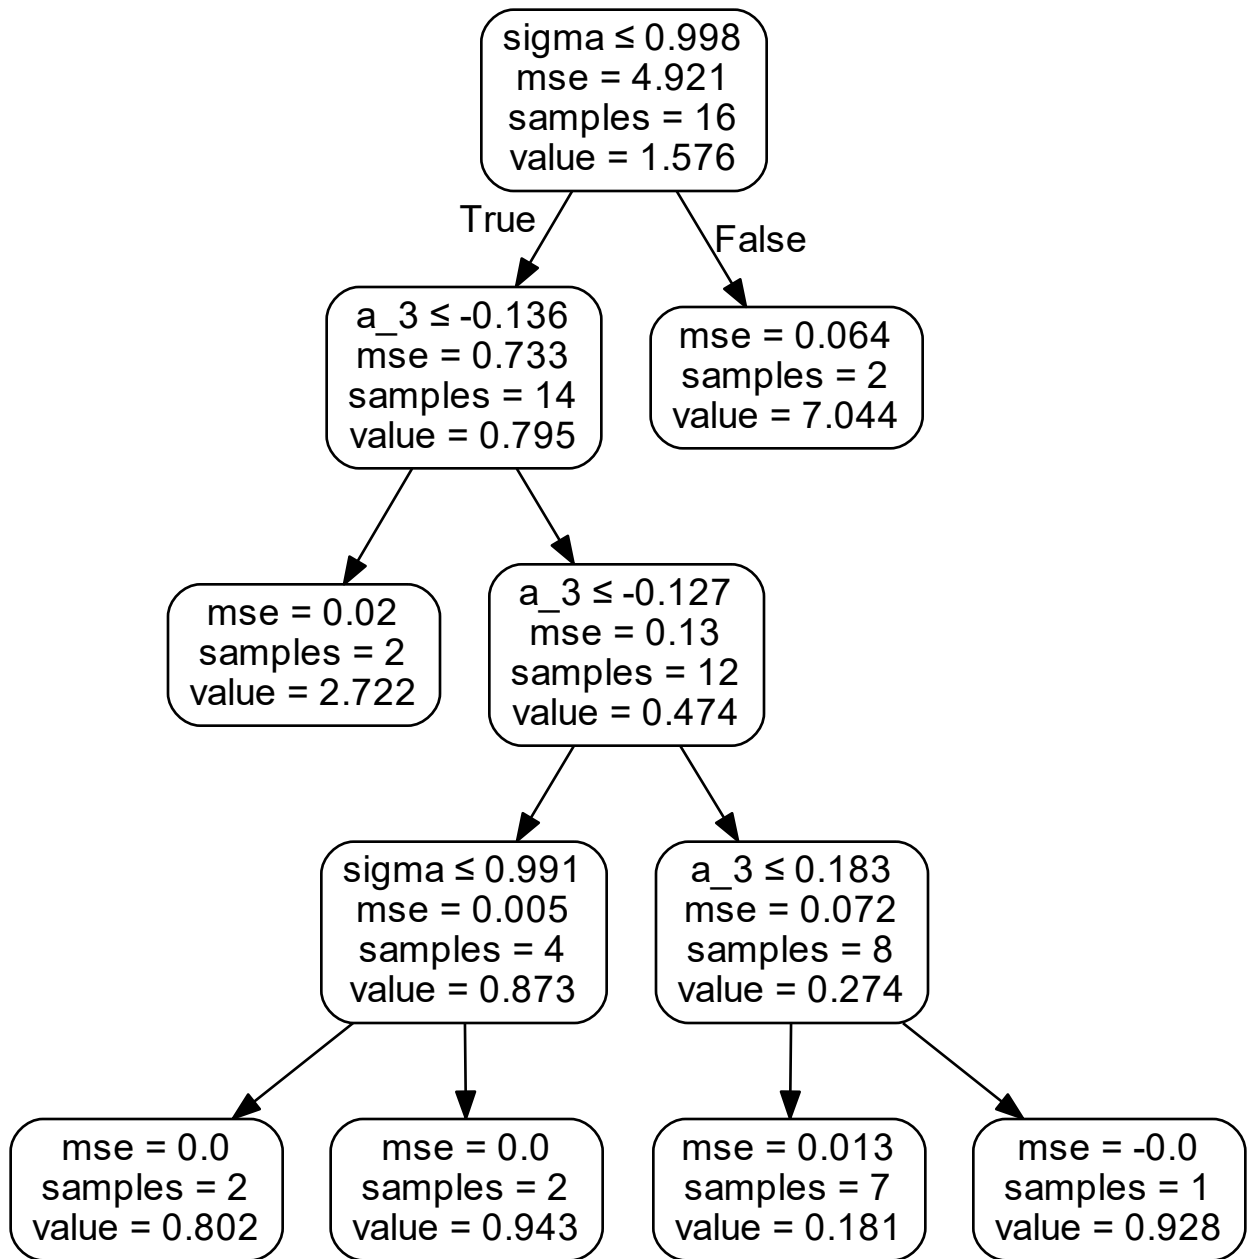 sigma ≤ 0.998
mse = 4.921
samples = 16
value = 1.576
True
False
a_3 ≤ -0.136
mse = 0.733
samples = 14
value = 0.795
mse = 0.064
samples = 2
value = 7.044
mse = 0.02
samples = 2
value = 2.722
a_3 ≤ -0.127
mse = 0.13
samples = 12
value = 0.474
sigma ≤ 0.991
mse = 0.005
samples = 4
value = 0.873
a_3 ≤ 0.183
mse = 0.072
samples = 8
value = 0.274
mse = 0.0
samples = 2
value = 0.802
mse = 0.0
samples = 2
value = 0.943
mse = 0.013
samples = 7
value = 0.181
mse = -0.0
samples = 1
value = 0.928